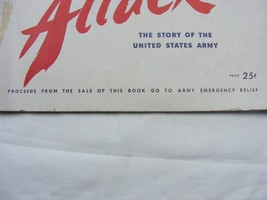 Attack
THE STORY OF THE
UNITED STATES ARMY
PRICE 25¢
PROCEEDS FROM THE SALE OF THIS BOOK GO TO ARMY EMERGENCY RELIEF